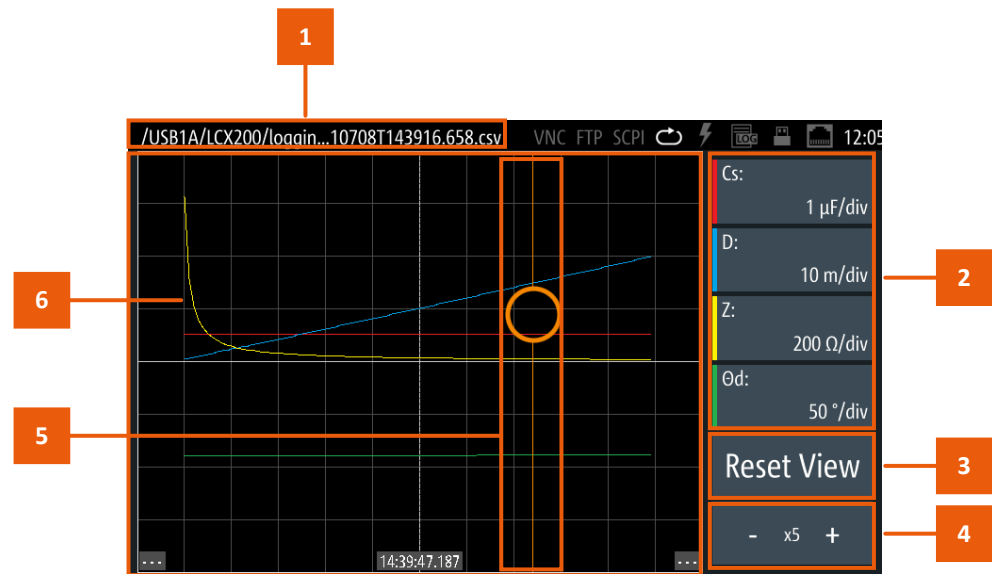 1
/USB1A/LCX200/loggin...10708T143916.658.csv VNC FTP SCPI LOG 12:05
Cs:
1 µF/div
D:
10 m/div
2
6
Z:
200 Ω/div
Θd:
50 °/div
5
Reset View
3
- x5 +
4
... 14:39:47.187 ...